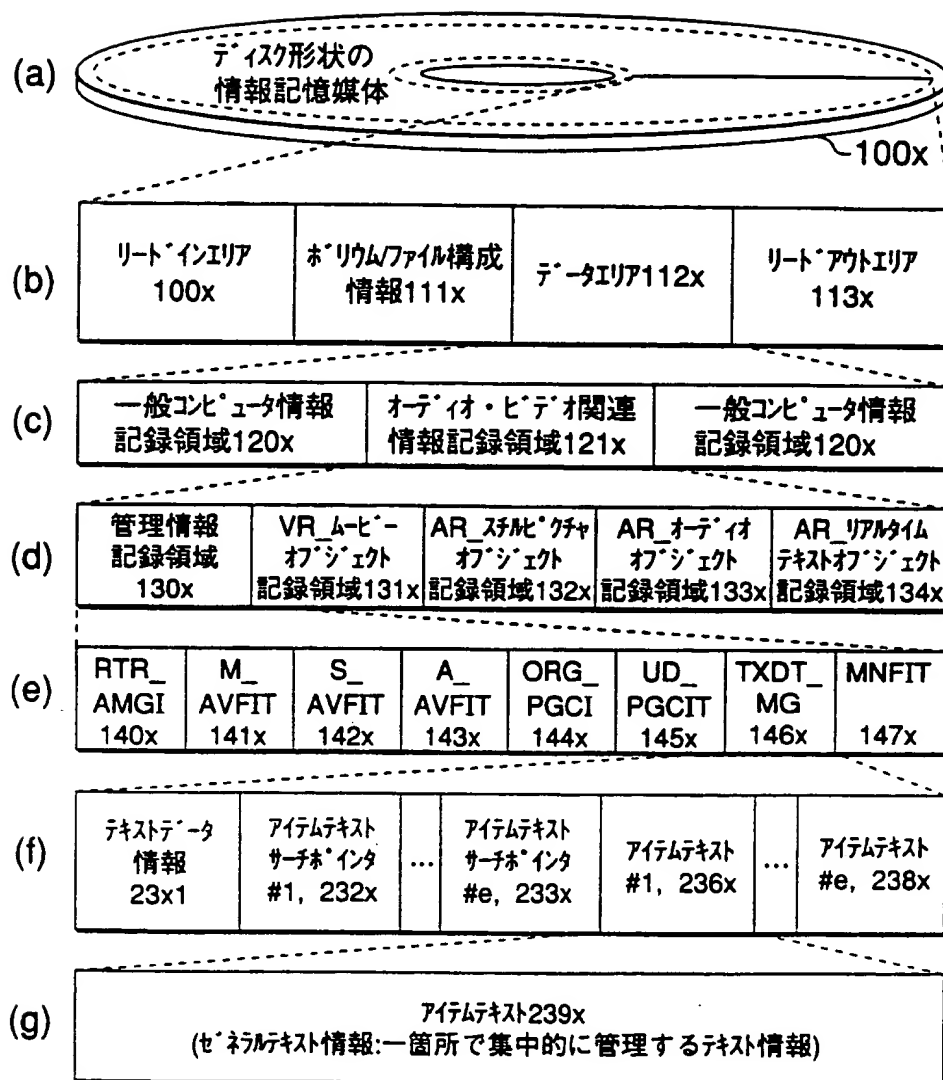 (a)
ディスク形状の
情報記憶媒体
100x
(b)
リードインエリア
100x
ボリウム/ファイル構成
情報111x
データエリア112x
リードアウトエリア
113x
(c)
一般コンピュータ情報
記録領域120x
オーディオ・ビデオ関連
情報記録領域121x
一般コンピュータ情報
記録領域120x
(d)
管理情報
記録領域
130x
VR_ムービー
オブジェクト
記録領域131x
AR_スチルピクチャ
オブジェクト
記録領域132x
AR_オーディオ
オブジェクト
記録領域133x
AR_リアルタイム
テキストオブジェクト
記録領域134x
(e)
RTR_
AMGI
140x
M_
AVFIT
141x
S_
AVFIT
142x
A_
AVFIT
143x
ORG_
PGCI
144x
UD_
PGCIT
145x
TXDT_
MG
146x
MNFIT
147x
(f)
テキストデータ
情報
23x1
アイテムテキスト
サーチポインタ
#1, 232x
...
アイテムテキスト
サーチポインタ
#e, 233x
アイテムテキスト
#1, 236x
...
アイテムテキスト
#e, 238x
(g)
アイテムテキスト239x
(ゼネラルテキスト情報:一箇所で集中的に管理するテキスト情報)